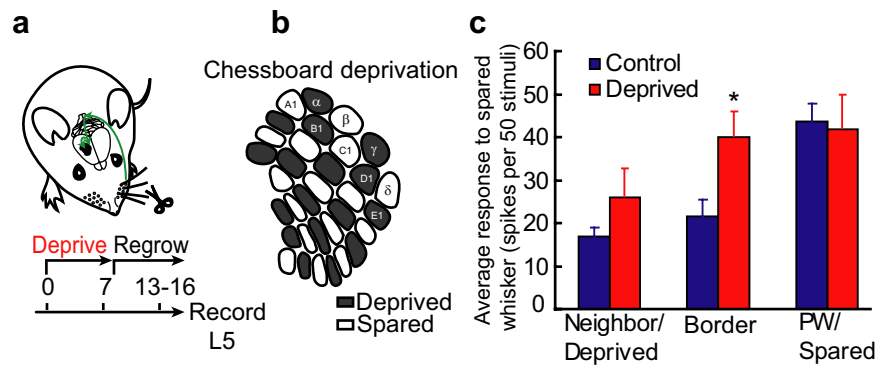 a
Deprive Regrow
0 7 13-16
Record
L5
b
Chessboard deprivation
A1
α
β
B1
C1
γ
D1
δ
E1
Deprived
Spared
c
Average response to spared
whisker (spikes per 50 stimuli)
60
50
40
30
20
10
0
Control
Deprived
*
Neighbor/
Deprived
Border
PW/
Spared